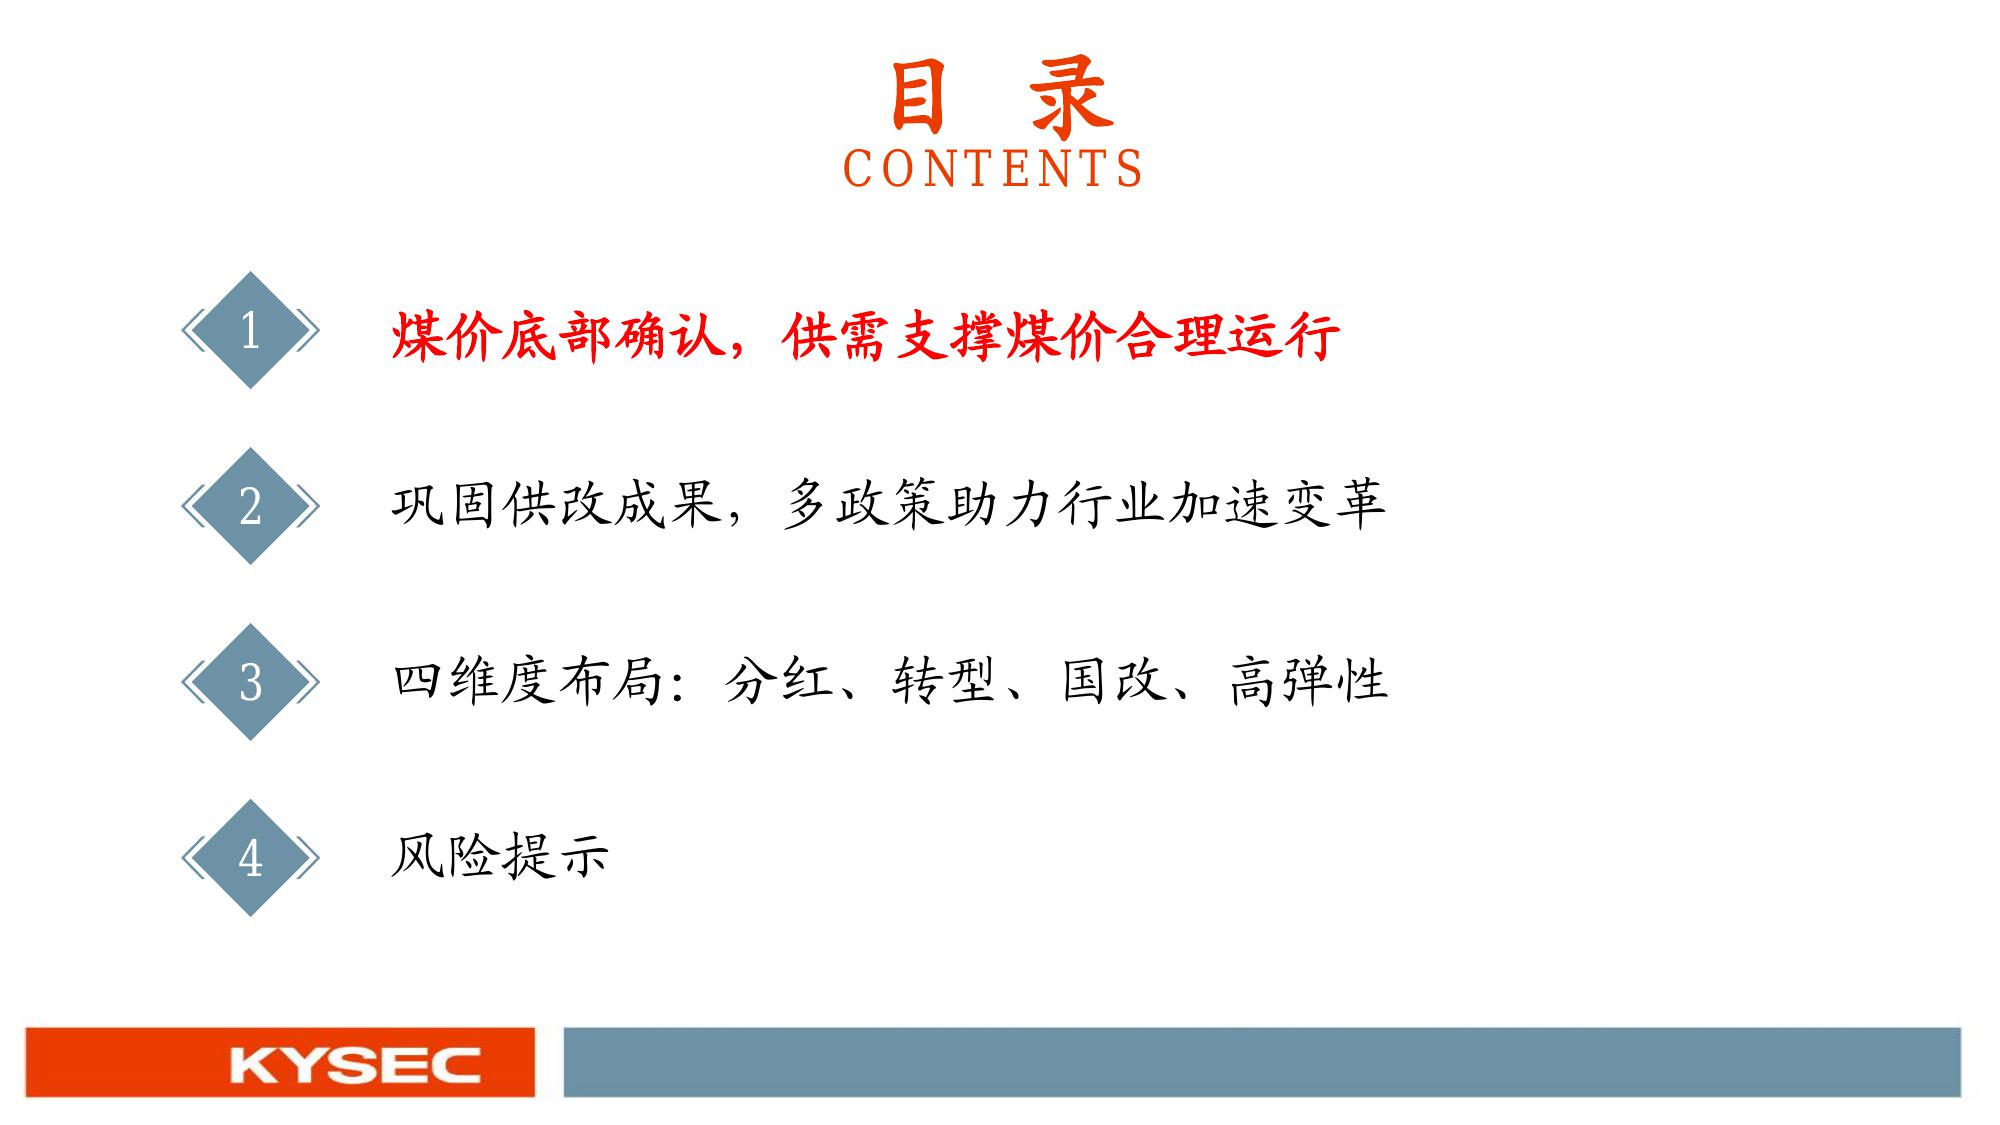 目 录
CONTENTS
1 煤价底部确认，供需支撑煤价合理运行
2 巩固供改成果，多政策助力行业加速变革
3 四维度布局：分红、转型、国改、高弹性
4 风险提示
KYSEC